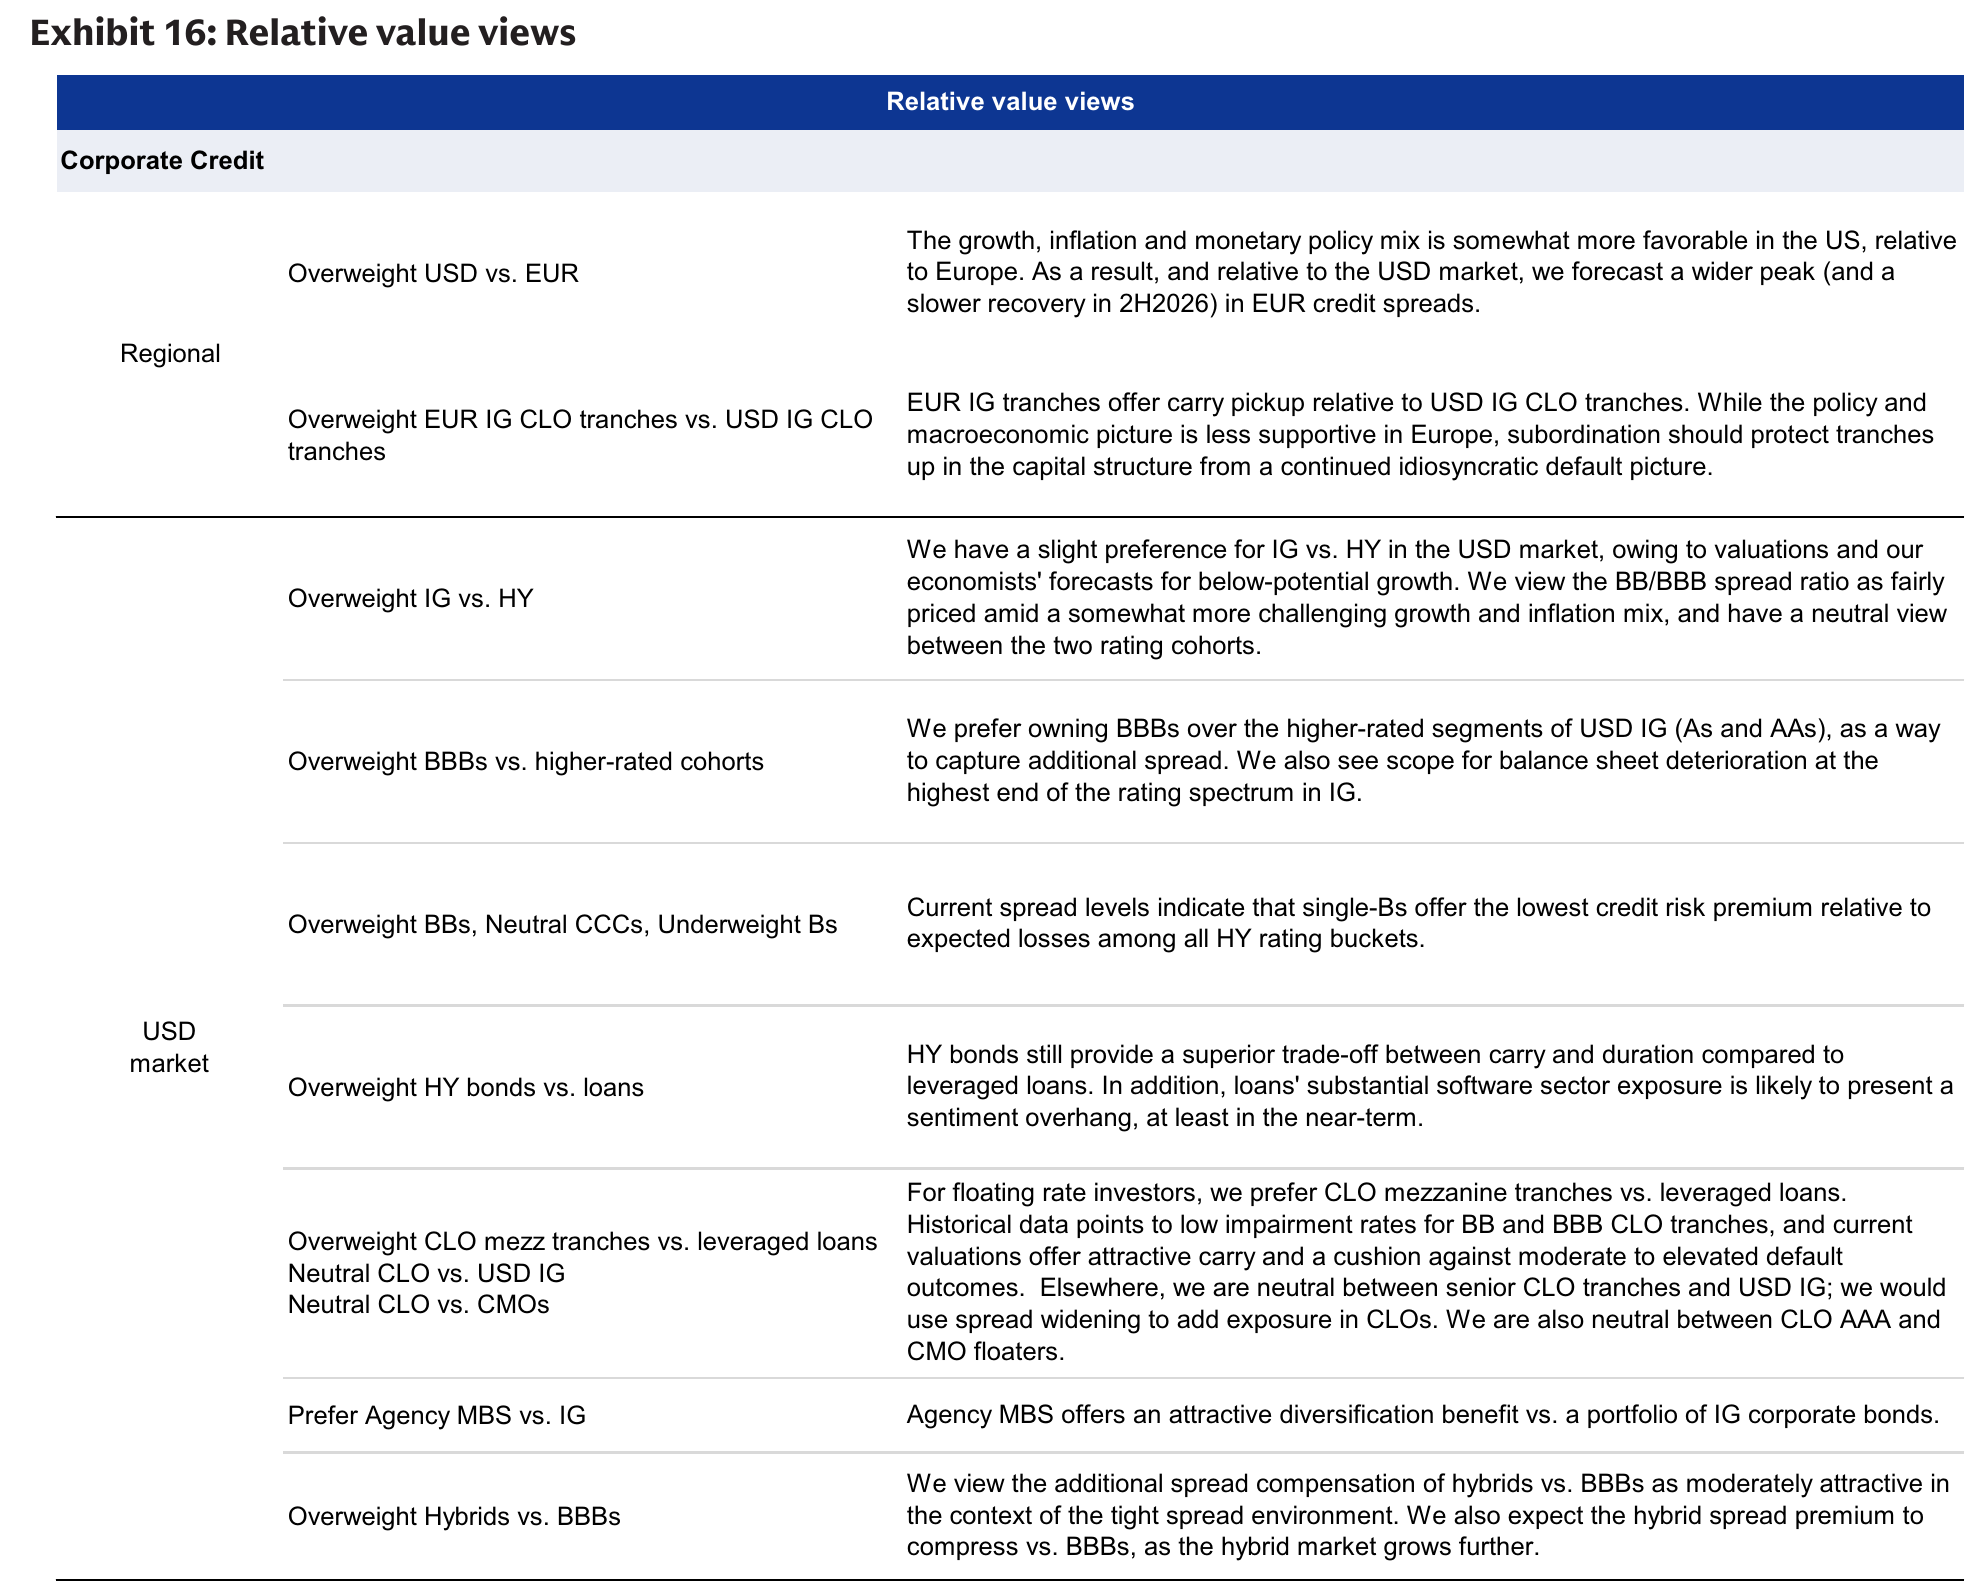 Exhibit 16: Relative value views
Relative value views
Corporate Credit
Regional
Overweight USD vs. EUR
The growth, inflation and monetary policy mix is somewhat more favorable in the US, relative
to Europe. As a result, and relative to the USD market, we forecast a wider peak (and a
slower recovery in 2H2026) in EUR credit spreads.
Overweight EUR IG CLO tranches vs. USD IG CLO
tranches
EUR IG tranches offer carry pickup relative to USD IG CLO tranches. While the policy and
macroeconomic picture is less supportive in Europe, subordination should protect tranches
up in the capital structure from a continued idiosyncratic default picture.
USD
market
Overweight IG vs. HY
We have a slight preference for IG vs. HY in the USD market, owing to valuations and our
economists' forecasts for below-potential growth. We view the BB/BBB spread ratio as fairly
priced amid a somewhat more challenging growth and inflation mix, and have a neutral view
between the two rating cohorts.
Overweight BBBs vs. higher-rated cohorts
We prefer owning BBBs over the higher-rated segments of USD IG (As and AAs), as a way
to capture additional spread. We also see scope for balance sheet deterioration at the
highest end of the rating spectrum in IG.
Overweight BBs, Neutral CCCs, Underweight Bs
Current spread levels indicate that single-Bs offer the lowest credit risk premium relative to
expected losses among all HY rating buckets.
Overweight HY bonds vs. loans
HY bonds still provide a superior trade-off between carry and duration compared to
leveraged loans. In addition, loans' substantial software sector exposure is likely to present a
sentiment overhang, at least in the near-term.
Overweight CLO mezz tranches vs. leveraged loans
Neutral CLO vs. USD IG
Neutral CLO vs. CMOs
For floating rate investors, we prefer CLO mezzanine tranches vs. leveraged loans.
Historical data points to low impairment rates for BB and BBB CLO tranches, and current
valuations offer attractive carry and a cushion against moderate to elevated default
outcomes.  Elsewhere, we are neutral between senior CLO tranches and USD IG; we would
use spread widening to add exposure in CLOs. We are also neutral between CLO AAA and
CMO floaters.
Prefer Agency MBS vs. IG
Agency MBS offers an attractive diversification benefit vs. a portfolio of IG corporate bonds.
Overweight Hybrids vs. BBBs
We view the additional spread compensation of hybrids vs. BBBs as moderately attractive in
the context of the tight spread environment. We also expect the hybrid spread premium to
compress vs. BBBs, as the hybrid market grows further.